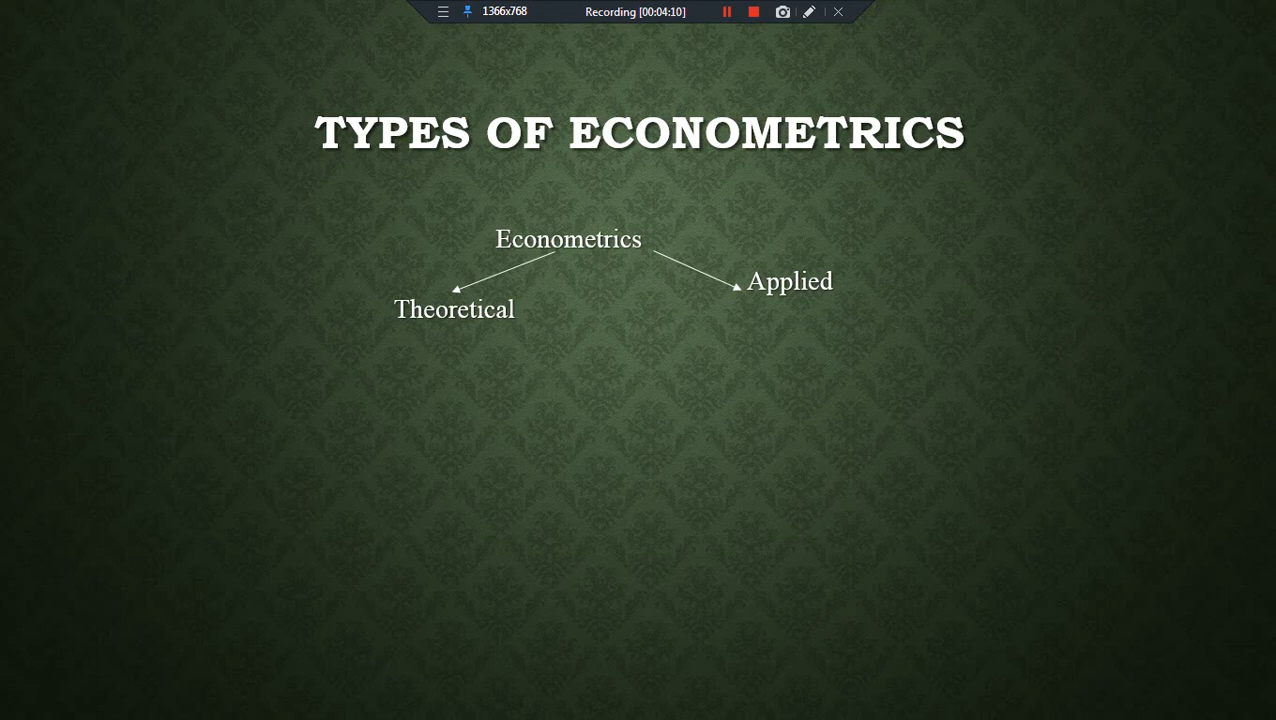 1366x768 Recording [00:04:10]
TYPES OF ECONOMETRICS
Econometrics
Applied
Theoretical